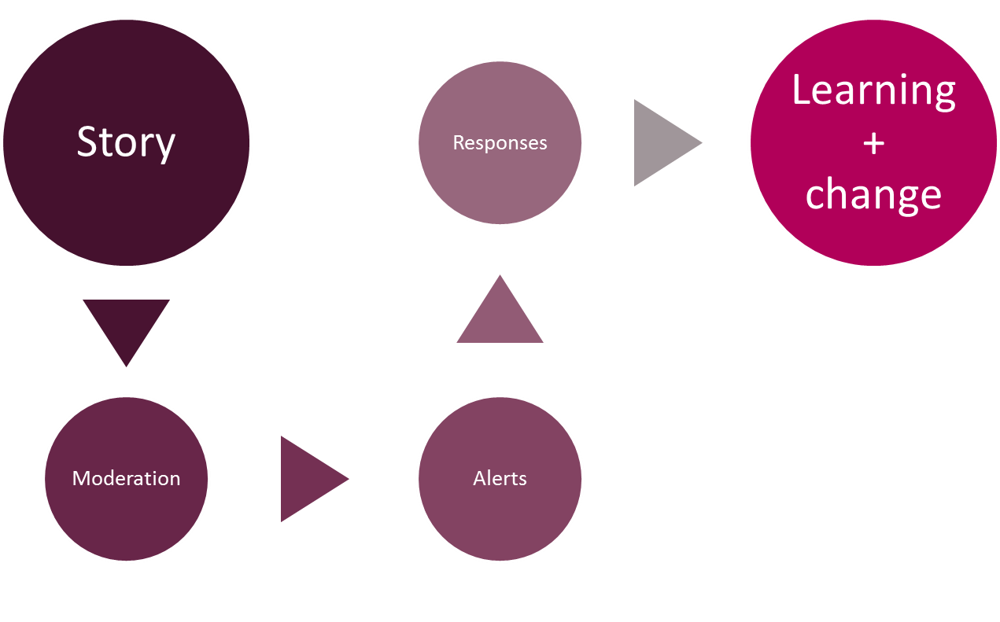 Story
Moderation
Alerts
Responses
Learning
+
change